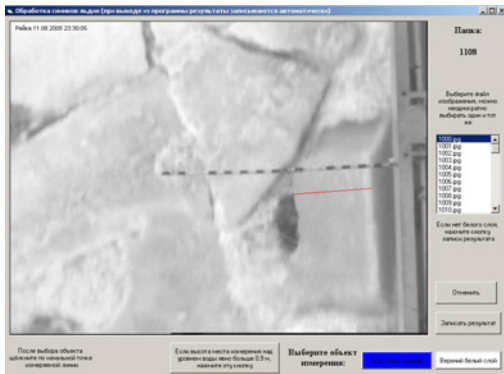 Обработка снимков льдин (при выходе из программы результаты записываются автоматически)
Рейка 11.08.2005 23:30:05
Папка:
1108
Выберите файл
изображения, можно
неоднократно
выбирать один и тот
же:
1000.jpg
1001.jpg
1002.jpg
1003.jpg
1004.jpg
1005.jpg
1006.jpg
1007.jpg
1008.jpg
1009.jpg
1010.jpg
Если нет белого слоя,
нажмите кнопку
записи результата
Отменить
Записать результат
После выбора объекта
щёлкните по начальной точке
измеряемой линии
Если высота места измерения над
уровнем воды явно больше 0.9 м,
нажмите эту кнопку
Выберите объект
измерения:
Верхний белый слой